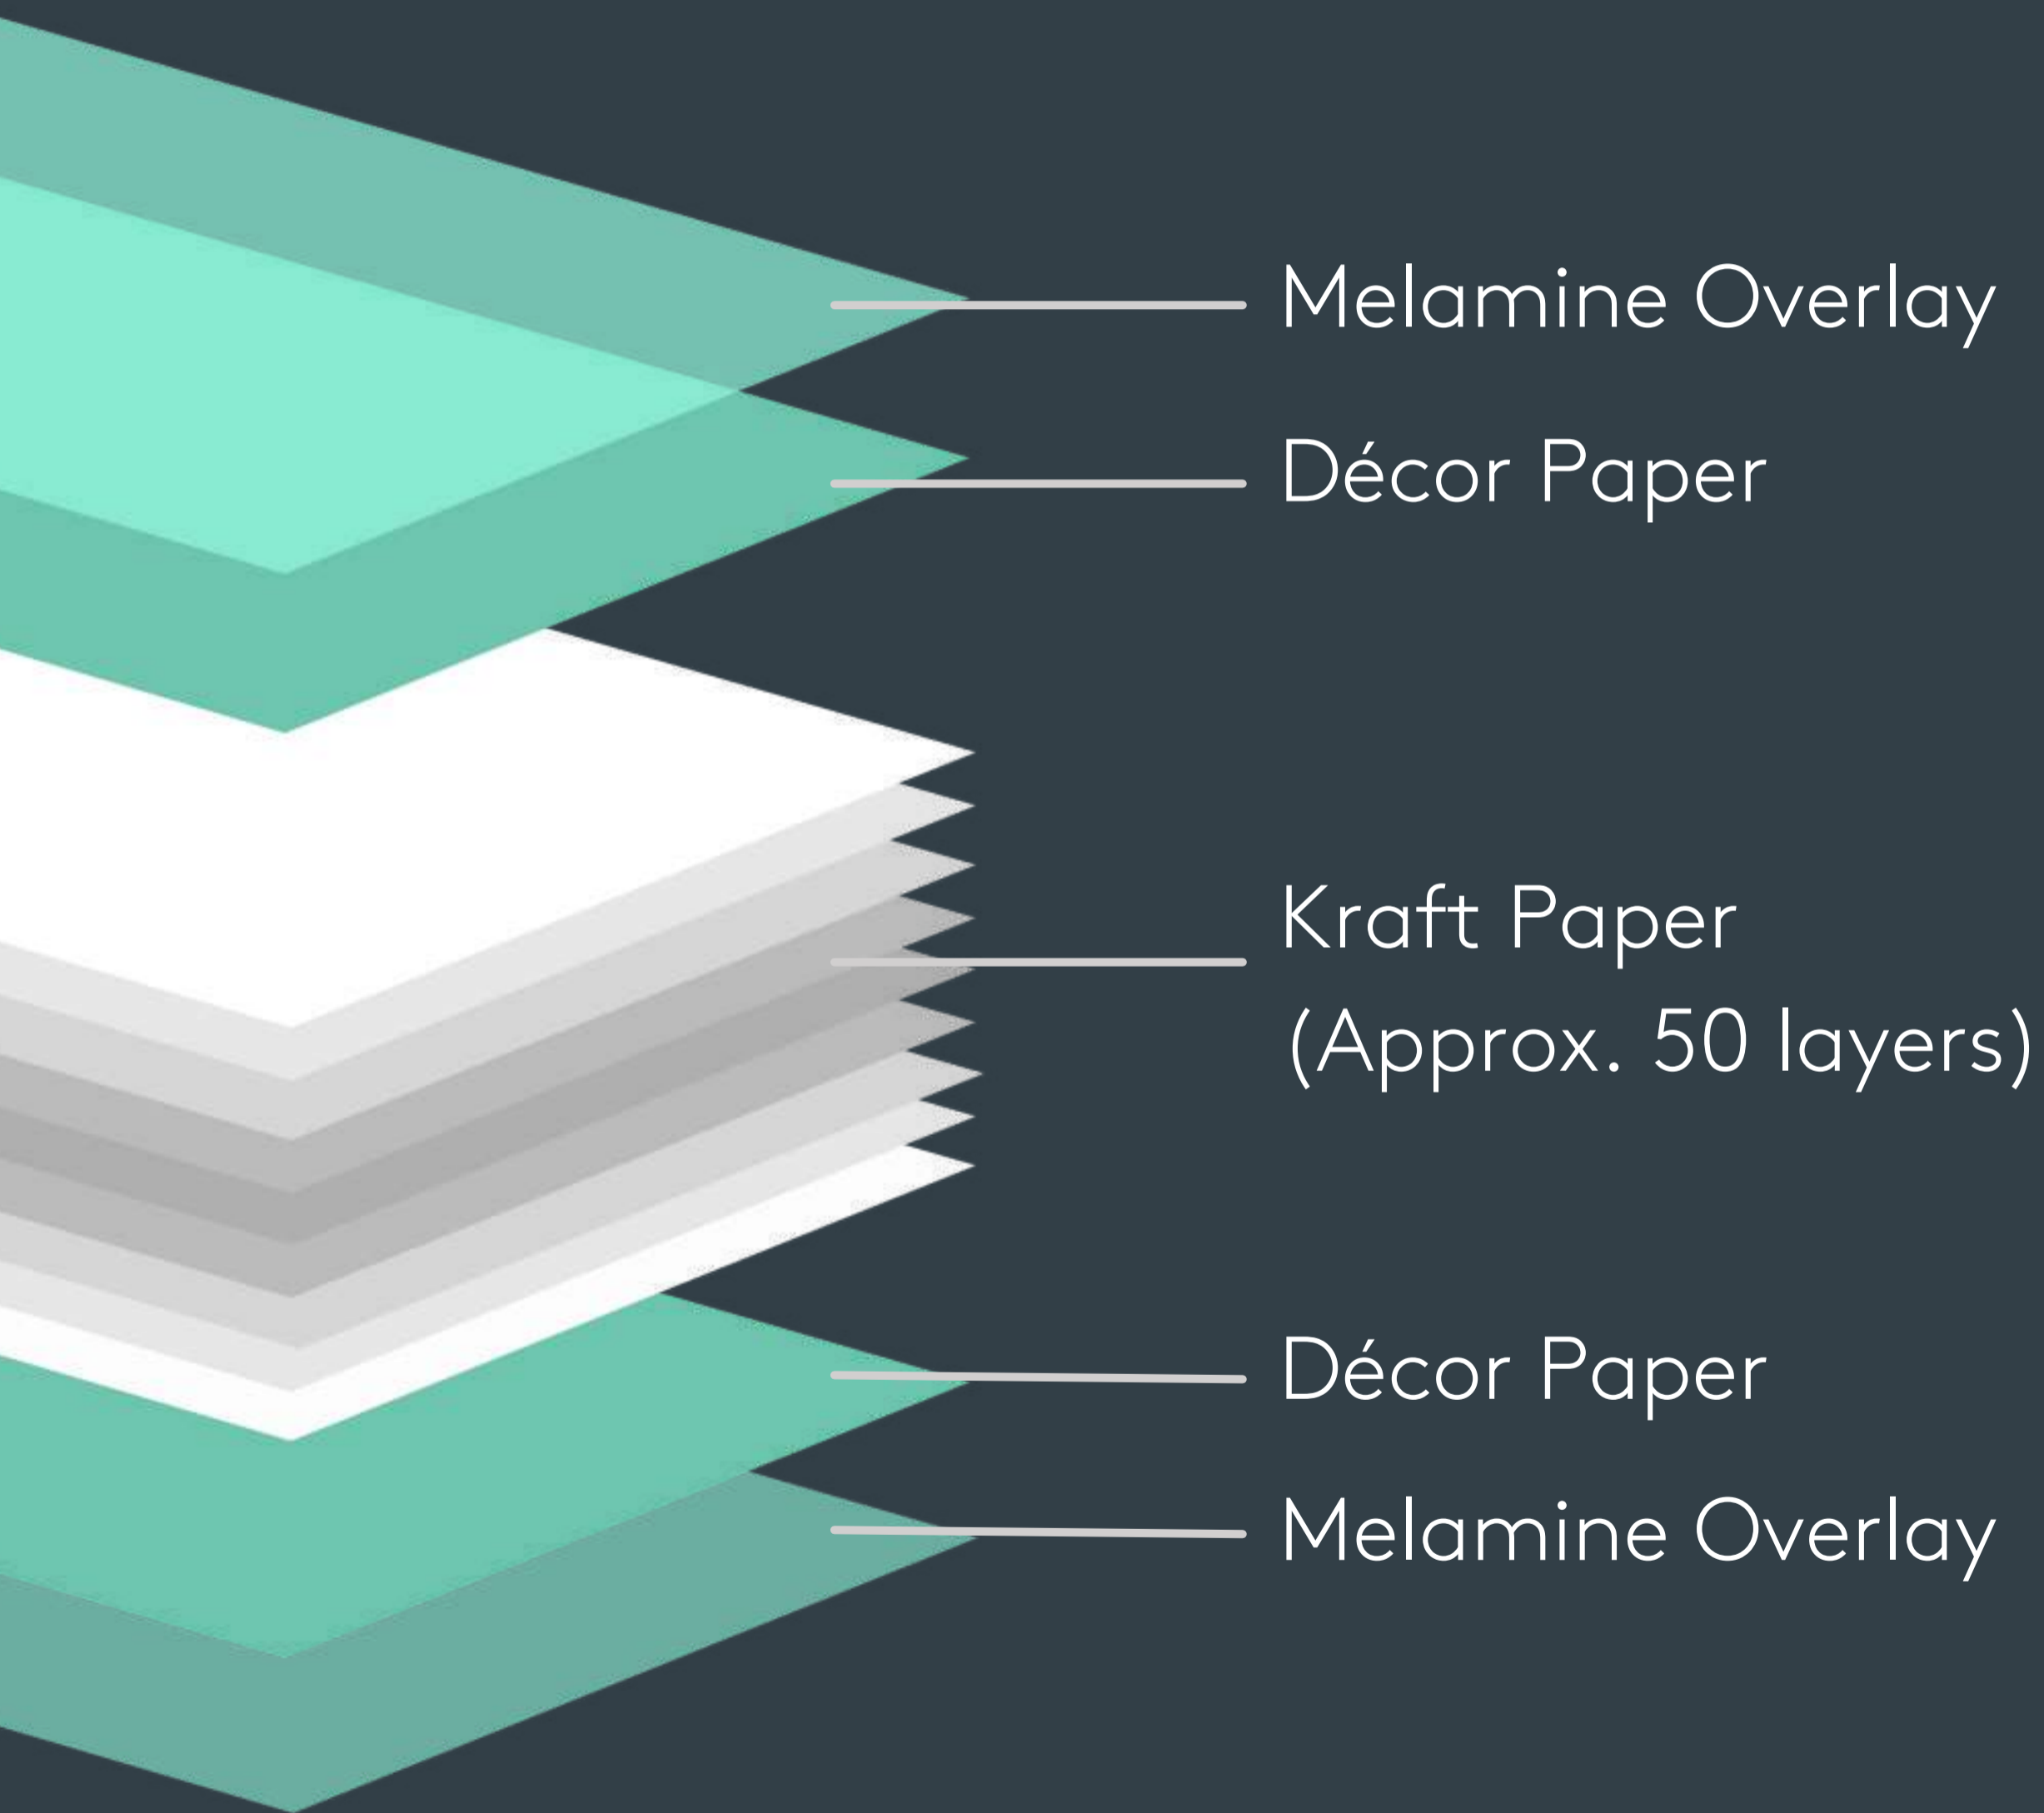 Melamine Overlay
Décor Paper
Kraft Paper
(Approx. 50 layers)
Décor Paper
Melamine Overlay